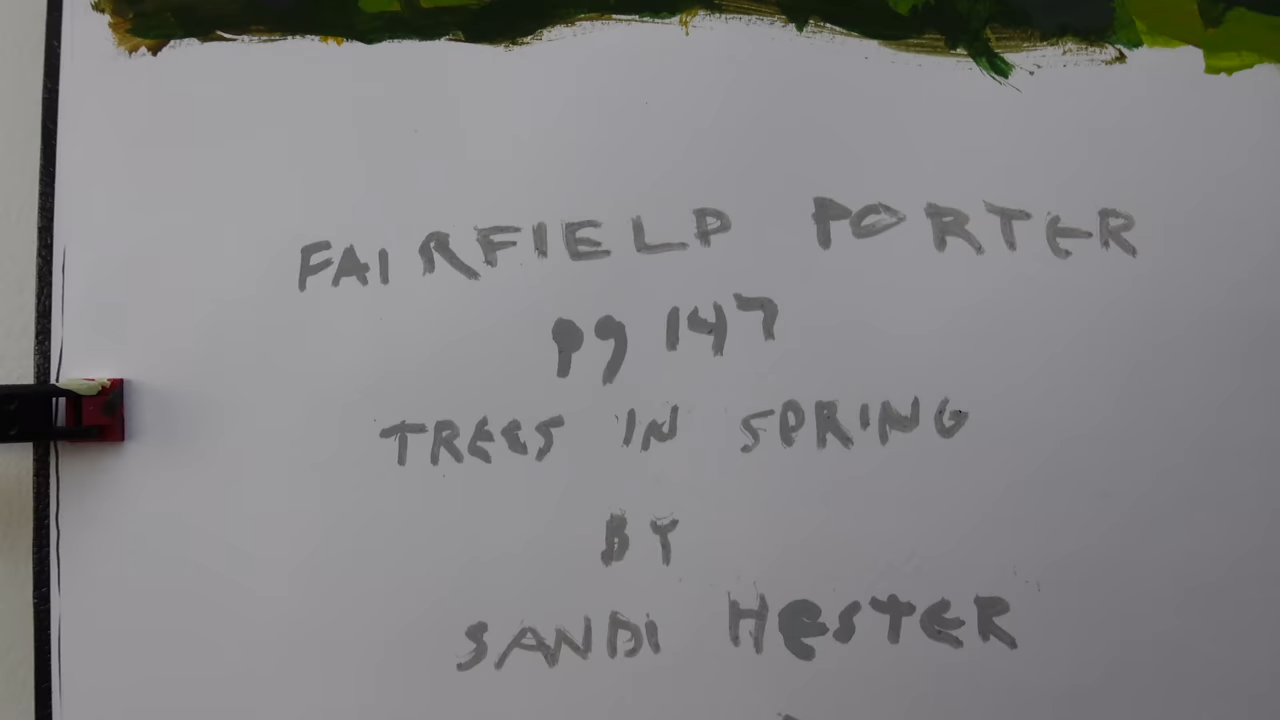 FAIRFIELD PORTER
pg 147
TREES IN SPRING
BY
SANDI HESTER